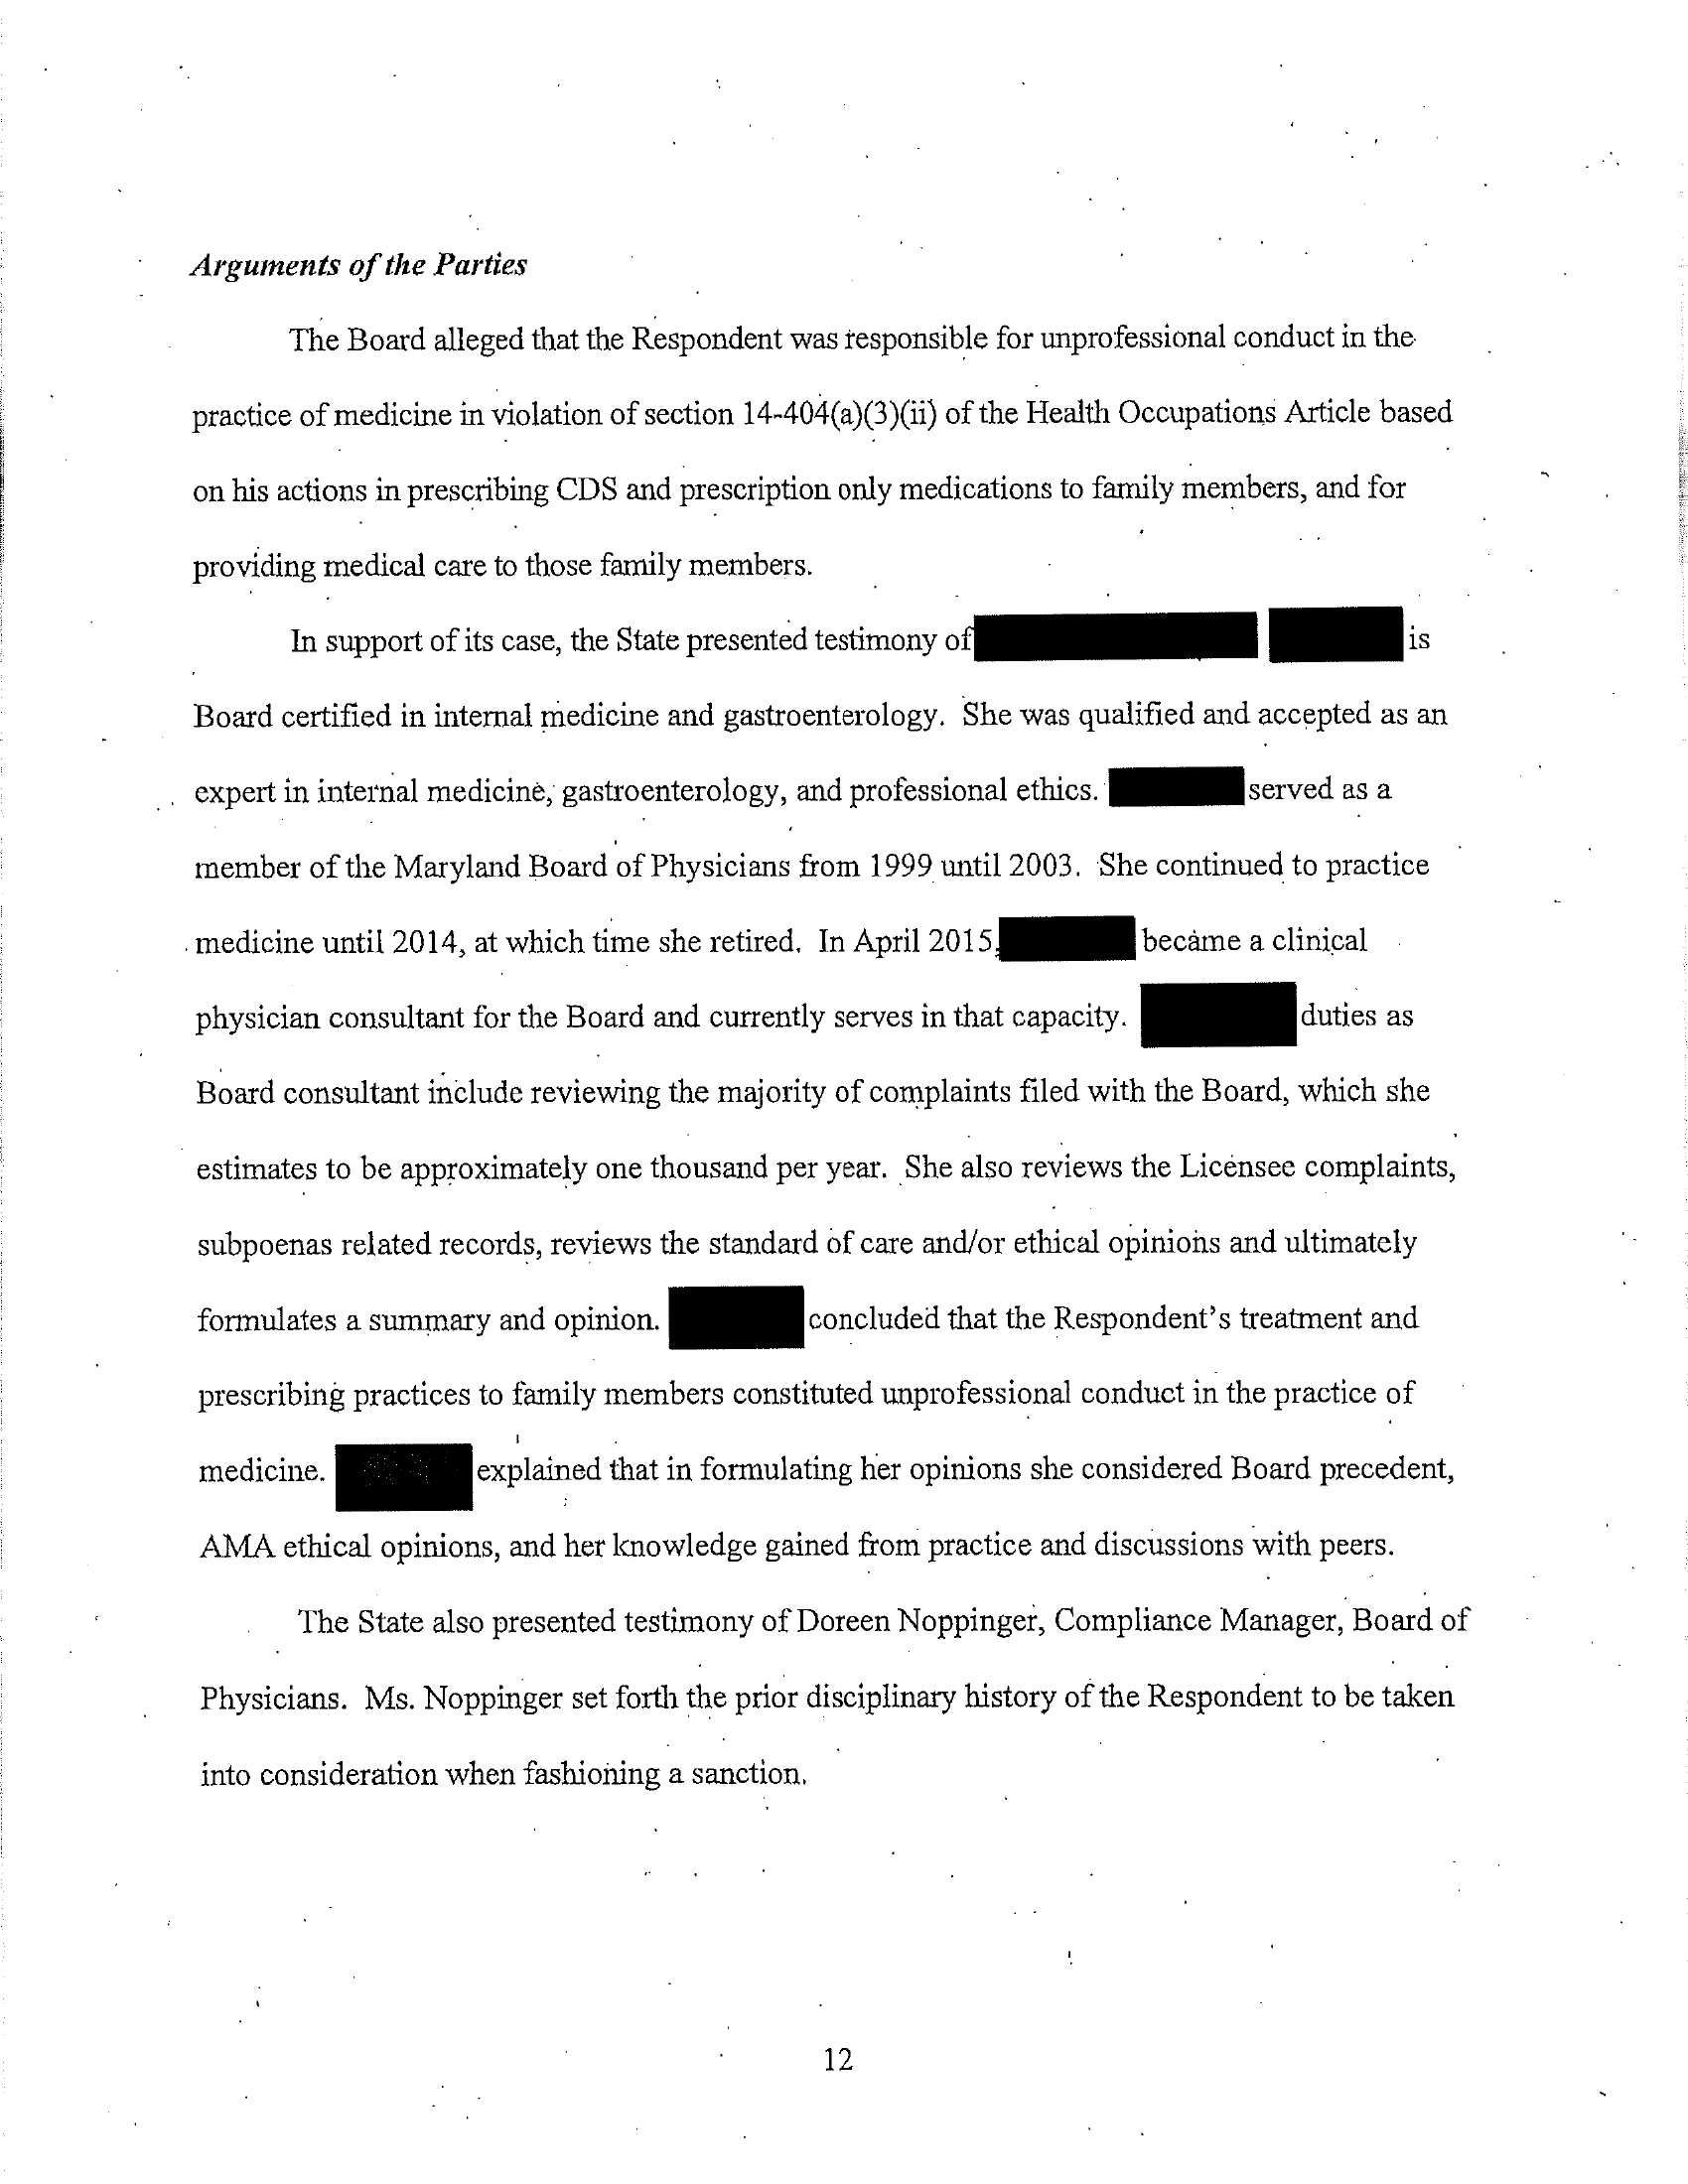 Arguments of the Parties
The Board alleged that the Respondent was responsible for unprofessional conduct in the
practice of medicine in violation of section 14-404(a)(3)(ii) of the Health Occupations Article based
on his actions in prescribing CDS and prescription only medications to family members, and for
providing medical care to those family members.
In support of its case, the State presented testimony of is
Board certified in internal medicine and gastroenterology. She was qualified and accepted as an
expert in internal medicine, gastroenterology, and professional ethics. served as a
member of the Maryland Board of Physicians from 1999 until 2003. She continued to practice
medicine until 2014, at which time she retired. In April 2015, became a clinical
physician consultant for the Board and currently serves in that capacity. duties as
Board consultant include reviewing the majority of complaints filed with the Board, which she
estimates to be approximately one thousand per year. She also reviews the Licensee complaints,
subpoenas related records, reviews the standard of care and/or ethical opinions and ultimately
formulates a summary and opinion. concluded that the Respondent's treatment and
prescribing practices to family members constituted unprofessional conduct in the practice of
medicine. explained that in formulating her opinions she considered Board precedent,
AMA ethical opinions, and her knowledge gained from practice and discussions with peers.
The State also presented testimony of Doreen Noppinger, Compliance Manager, Board of
Physicians. Ms. Noppinger set forth the prior disciplinary history of the Respondent to be taken
into consideration when fashioning a sanction.
12